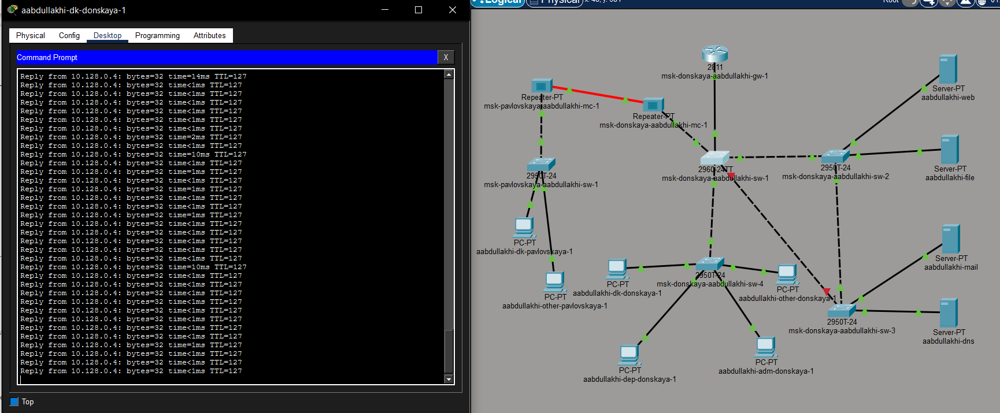 aabdullakhi-dk-donskaya-1
Physical Config Desktop Programming Attributes
Command Prompt
X
Reply from 10.128.0.4: bytes=32 time=14ms TTL=127
Reply from 10.128.0.4: bytes=32 time<1ms TTL=127
Reply from 10.128.0.4: bytes=32 time<1ms TTL=127
Reply from 10.128.0.4: bytes=32 time=1ms TTL=127
Reply from 10.128.0.4: bytes=32 time<1ms TTL=127
Reply from 10.128.0.4: bytes=32 time<1ms TTL=127
Reply from 10.128.0.4: bytes=32 time<1ms TTL=127
Reply from 10.128.0.4: bytes=32 time=2ms TTL=127
Reply from 10.128.0.4: bytes=32 time<1ms TTL=127
Reply from 10.128.0.4: bytes=32 time=10ms TTL=127
Reply from 10.128.0.4: bytes=32 time<1ms TTL=127
Reply from 10.128.0.4: bytes=32 time=1ms TTL=127
Reply from 10.128.0.4: bytes=32 time<1ms TTL=127
Reply from 10.128.0.4: bytes=32 time=1ms TTL=127
Reply from 10.128.0.4: bytes=32 time<1ms TTL=127
Reply from 10.128.0.4: bytes=32 time<1ms TTL=127
Reply from 10.128.0.4: bytes=32 time=1ms TTL=127
Reply from 10.128.0.4: bytes=32 time<1ms TTL=127
Reply from 10.128.0.4: bytes=32 time<1ms TTL=127
Reply from 10.128.0.4: bytes=32 time<1ms TTL=127
Reply from 10.128.0.4: bytes=32 time<1ms TTL=127
Reply from 10.128.0.4: bytes=32 time<1ms TTL=127
Reply from 10.128.0.4: bytes=32 time=10ms TTL=127
Reply from 10.128.0.4: bytes=32 time<1ms TTL=127
Reply from 10.128.0.4: bytes=32 time<1ms TTL=127
Reply from 10.128.0.4: bytes=32 time<1ms TTL=127
Reply from 10.128.0.4: bytes=32 time<1ms TTL=127
Reply from 10.128.0.4: bytes=32 time<1ms TTL=127
Reply from 10.128.0.4: bytes=32 time<1ms TTL=127
Reply from 10.128.0.4: bytes=32 time<1ms TTL=127
Reply from 10.128.0.4: bytes=32 time<1ms TTL=127
Reply from 10.128.0.4: bytes=32 time=1ms TTL=127
Reply from 10.128.0.4: bytes=32 time<1ms TTL=127
Reply from 10.128.0.4: bytes=32 time<1ms TTL=127
Reply from 10.128.0.4: bytes=32 time<1ms TTL=127
Top
Logical Physical Root
2811
msk-donskaya-aabdullakhi-gw-1
Repeater-PT
msk-pavlovskaya-aabdullakhi-mc-1
Repeater-PT
msk-donskaya-aabdullakhi-mc-1
Server-PT
aabdullakhi-web
2950T-24
msk-pavlovskaya-aabdullakhi-sw-1
2960-24TT
msk-donskaya-aabdullakhi-sw-1
2950T-24
msk-donskaya-aabdullakhi-sw-2
Server-PT
aabdullakhi-file
PC-PT
aabdullakhi-dk-pavlovskaya-1
PC-PT
aabdullakhi-other-pavlovskaya-1
PC-PT
aabdullakhi-dk-donskaya-1
2950T-24
msk-donskaya-aabdullakhi-sw-4
PC-PT
aabdullakhi-other-donskaya-1
Server-PT
aabdullakhi-mail
2950T-24
msk-donskaya-aabdullakhi-sw-3
Server-PT
aabdullakhi-dns
PC-PT
aabdullakhi-dep-donskaya-1
PC-PT
aabdullakhi-adm-donskaya-1